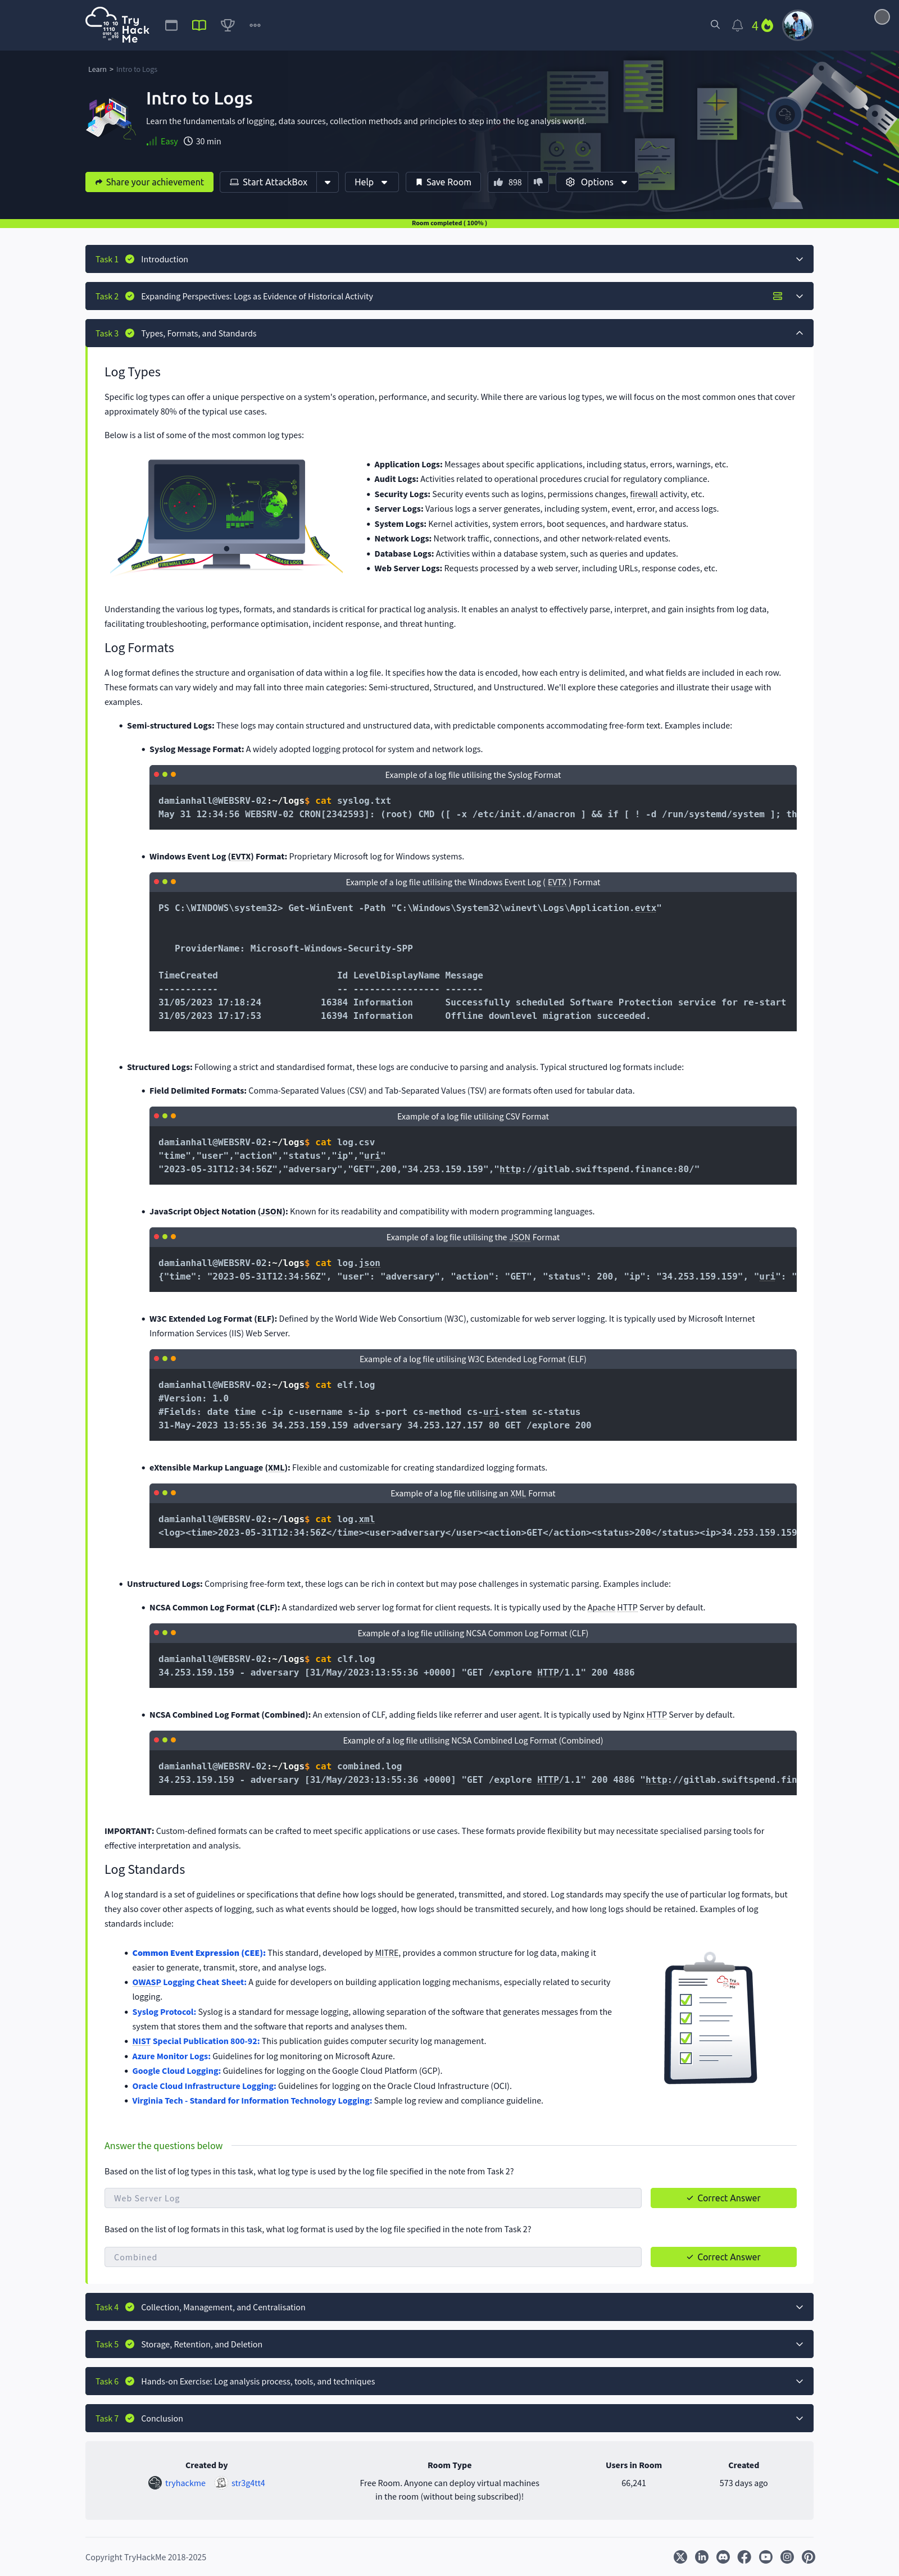 Try
Hack
Me
4
Learn > Intro to Logs
Intro to Logs
Learn the fundamentals of logging, data sources, collection methods and principles to step into the log analysis world.
Easy 30 min
Share your achievement Start AttackBox Help Save Room 898 Options
Room completed ( 100% )
Task 1 Introduction
Task 2 Expanding Perspectives: Logs as Evidence of Historical Activity
Task 3 Types, Formats, and Standards
Log Types
Specific log types can offer a unique perspective on a system's operation, performance, and security. While there are various log types, we will focus on the most common ones that cover
approximately 80% of the typical use cases.
Below is a list of some of the most common log types:
Application Logs: Messages about specific applications, including status, errors, warnings, etc.
Audit Logs: Activities related to operational procedures crucial for regulatory compliance.
Security Logs: Security events such as logins, permissions changes, firewall activity, etc.
Server Logs: Various logs a server generates, including system, event, error, and access logs.
System Logs: Kernel activities, system errors, boot sequences, and hardware status.
Network Logs: Network traffic, connections, and other network-related events.
Database Logs: Activities within a database system, such as queries and updates.
Web Server Logs: Requests processed by a web server, including URLs, response codes, etc.
Understanding the various log types, formats, and standards is critical for practical log analysis. It enables an analyst to effectively parse, interpret, and gain insights from log data,
facilitating troubleshooting, performance optimisation, incident response, and threat hunting.
Log Formats
A log format defines the structure and organisation of data within a log file. It specifies how the data is encoded, how each entry is delimited, and what fields are included in each row.
These formats can vary widely and may fall into three main categories: Semi-structured, Structured, and Unstructured. We'll explore these categories and illustrate their usage with
examples.
Semi-structured Logs: These logs may contain structured and unstructured data, with predictable components accommodating free-form text. Examples include:
Syslog Message Format: A widely adopted logging protocol for system and network logs.
Example of a log file utilising the Syslog Format
damianhall@WEBSRV-02:~/logs$ cat syslog.txt
May 31 12:34:56 WEBSRV-02 CRON[2342593]: (root) CMD ([ -x /etc/init.d/anacron ] && if [ ! -d /run/systemd/system ]; th
Windows Event Log (EVTX) Format: Proprietary Microsoft log for Windows systems.
Example of a log file utilising the Windows Event Log ( EVTX ) Format
PS C:\WINDOWS\system32> Get-WinEvent -Path "C:\Windows\System32\winevt\Logs\Application.evtx"
ProviderName: Microsoft-Windows-Security-SPP
TimeCreated Id LevelDisplayName Message
----------- -- ---------------- -------
31/05/2023 17:18:24 16384 Information Successfully scheduled Software Protection service for re-start
31/05/2023 17:17:53 16394 Information Offline downlevel migration succeeded.
Structured Logs: Following a strict and standardised format, these logs are conducive to parsing and analysis. Typical structured log formats include:
Field Delimited Formats: Comma-Separated Values (CSV) and Tab-Separated Values (TSV) are formats often used for tabular data.
Example of a log file utilising CSV Format
damianhall@WEBSRV-02:~/logs$ cat log.csv
"time","user","action","status","ip","uri"
"2023-05-31T12:34:56Z","adversary","GET",200,"34.253.159.159","http://gitlab.swiftspend.finance:80/"
JavaScript Object Notation (JSON): Known for its readability and compatibility with modern programming languages.
Example of a log file utilising the JSON Format
damianhall@WEBSRV-02:~/logs$ cat log.json
{"time": "2023-05-31T12:34:56Z", "user": "adversary", "action": "GET", "status": 200, "ip": "34.253.159.159", "uri": "
W3C Extended Log Format (ELF): Defined by the World Wide Web Consortium (W3C), customizable for web server logging. It is typically used by Microsoft Internet
Information Services (IIS) Web Server.
Example of a log file utilising W3C Extended Log Format (ELF)
damianhall@WEBSRV-02:~/logs$ cat elf.log
#Version: 1.0
#Fields: date time c-ip c-username s-ip s-port cs-method cs-uri-stem sc-status
31-May-2023 13:55:36 34.253.159.159 adversary 34.253.127.157 80 GET /explore 200
eXtensible Markup Language (XML): Flexible and customizable for creating standardized logging formats.
Example of a log file utilising an XML Format
damianhall@WEBSRV-02:~/logs$ cat log.xml
<log><time>2023-05-31T12:34:56Z</time><user>adversary</user><action>GET</action><status>200</status><ip>34.253.159.159
Unstructured Logs: Comprising free-form text, these logs can be rich in context but may pose challenges in systematic parsing. Examples include:
NCSA Common Log Format (CLF): A standardized web server log format for client requests. It is typically used by the Apache HTTP Server by default.
Example of a log file utilising NCSA Common Log Format (CLF)
damianhall@WEBSRV-02:~/logs$ cat clf.log
34.253.159.159 - adversary [31/May/2023:13:55:36 +0000] "GET /explore HTTP/1.1" 200 4886
NCSA Combined Log Format (Combined): An extension of CLF, adding fields like referrer and user agent. It is typically used by Nginx HTTP Server by default.
Example of a log file utilising NCSA Combined Log Format (Combined)
damianhall@WEBSRV-02:~/logs$ cat combined.log
34.253.159.159 - adversary [31/May/2023:13:55:36 +0000] "GET /explore HTTP/1.1" 200 4886 "http://gitlab.swiftspend.fin
IMPORTANT: Custom-defined formats can be crafted to meet specific applications or use cases. These formats provide flexibility but may necessitate specialised parsing tools for
effective interpretation and analysis.
Log Standards
A log standard is a set of guidelines or specifications that define how logs should be generated, transmitted, and stored. Log standards may specify the use of particular log formats, but
they also cover other aspects of logging, such as what events should be logged, how logs should be transmitted securely, and how long logs should be retained. Examples of log
standards include:
Common Event Expression (CEE): This standard, developed by MITRE, provides a common structure for log data, making it
easier to generate, transmit, store, and analyse logs.
OWASP Logging Cheat Sheet: A guide for developers on building application logging mechanisms, especially related to security
logging.
Syslog Protocol: Syslog is a standard for message logging, allowing separation of the software that generates messages from the
system that stores them and the software that reports and analyses them.
NIST Special Publication 800-92: This publication guides computer security log management.
Azure Monitor Logs: Guidelines for log monitoring on Microsoft Azure.
Google Cloud Logging: Guidelines for logging on the Google Cloud Platform (GCP).
Oracle Cloud Infrastructure Logging: Guidelines for logging on the Oracle Cloud Infrastructure (OCI).
Virginia Tech - Standard for Information Technology Logging: Sample log review and compliance guideline.
Answer the questions below
Based on the list of log types in this task, what log type is used by the log file specified in the note from Task 2?
Web Server Log Correct Answer
Based on the list of log formats in this task, what log format is used by the log file specified in the note from Task 2?
Combined Correct Answer
Task 4 Collection, Management, and Centralisation
Task 5 Storage, Retention, and Deletion
Task 6 Hands-on Exercise: Log analysis process, tools, and techniques
Task 7 Conclusion
Created by Room Type Users in Room Created
tryhackme str3g4tt4 Free Room. Anyone can deploy virtual machines 66,241 573 days ago
in the room (without being subscribed)!
Copyright TryHackMe 2018-2025